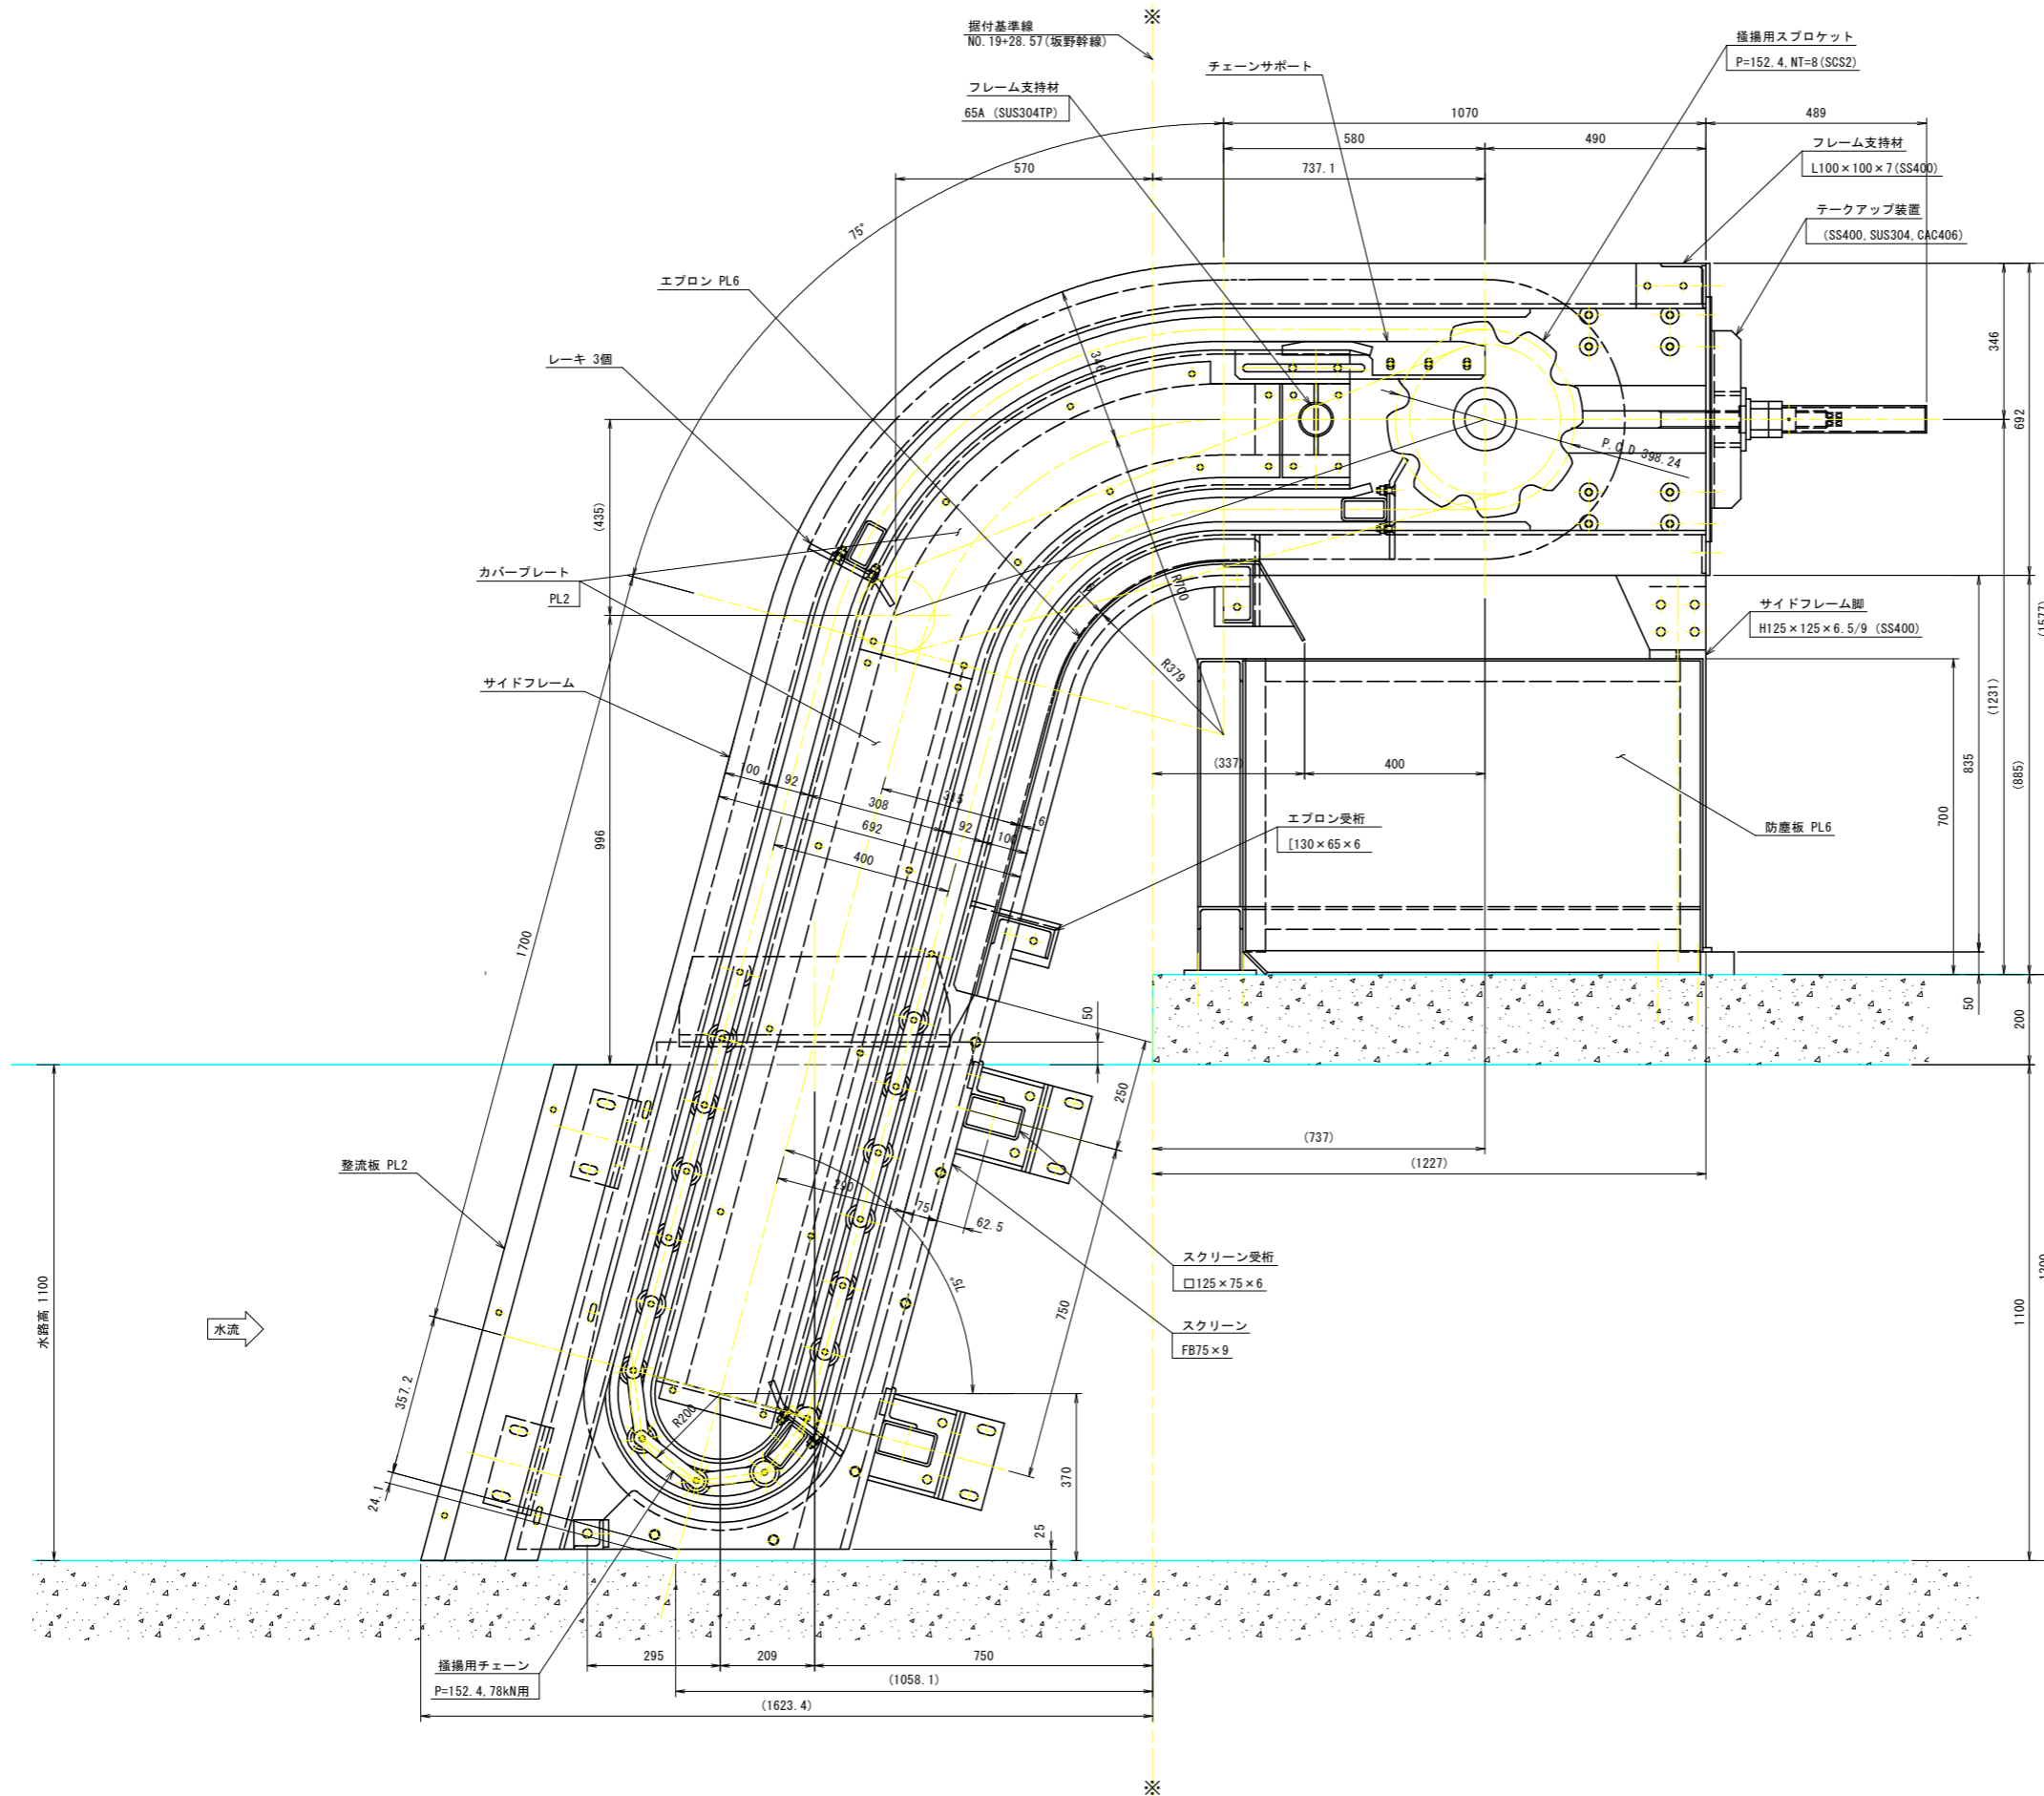 ※
据付基準線
NO.19+28.57(坂野幹線)
掻揚用スプロケット
P=152.4,NT=8(SCS2)
チェーンサポート
フレーム支持材
65A (SUS304TP)
1070
489
580
490
フレーム支持材
L100×100×7(SS400)
570
737.1
テークアップ装置
(SS400,SUS304,CAC406)
75°
エプロン PL6
レーキ 3個
346
346
692
P.C.D 398.24
(435)
カバープレート
PL2
R700
サイドフレーム脚
H125×125×6.5/9 (SS400)
(1577)
R379
サイドフレーム
(1231)
(337)
400
835
(885)
700
100
92
308
315
6
692
92
100
400
996
エプロン受桁
[130×65×6
防塵板 PL6
1700
50
50
200
250
(737)
(1227)
整流板 PL2
290
75
62.5
75°
スクリーン受桁
□125×75×6
750
スクリーン
FB75×9
水路高 1100
水流
1100
1300
357.2
R200
370
24.1
25
掻揚用チェーン
P=152.4,78kN用
295
209
750
(1058.1)
(1623.4)
※